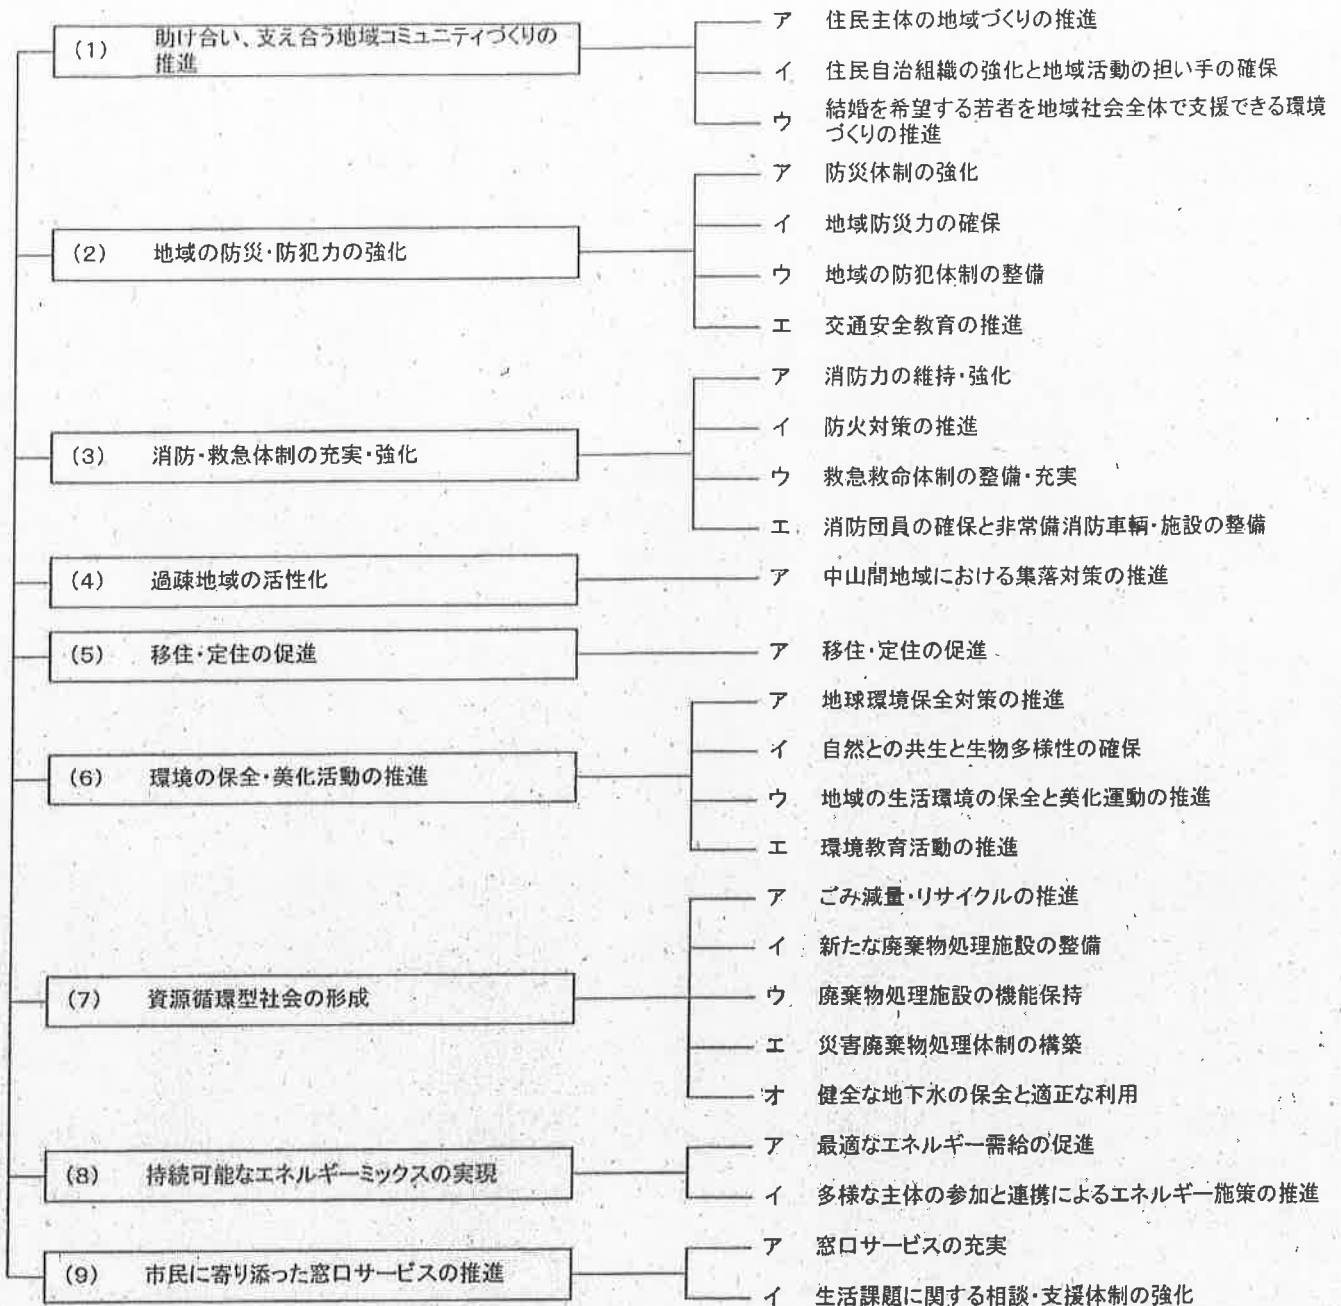 (1) 助け合い、支え合う地域コミュニティづくりの
推進
ア 住民主体の地域づくりの推進
イ 住民自治組織の強化と地域活動の担い手の確保
ウ 結婚を希望する若者を地域社会全体で支援できる環境
づくりの推進
(2) 地域の防災・防犯力の強化
ア 防災体制の強化
イ 地域防災力の確保
ウ 地域の防犯体制の整備
エ 交通安全教育の推進
(3) 消防・救急体制の充実・強化
ア 消防力の維持・強化
イ 防火対策の推進
ウ 救急救命体制の整備・充実
エ 消防団員の確保と非常備消防車輌・施設の整備
(4) 過疎地域の活性化
ア 中山間地域における集落対策の推進
(5) 移住・定住の促進
ア 移住・定住の促進
(6) 環境の保全・美化活動の推進
ア 地球環境保全対策の推進
イ 自然との共生と生物多様性の確保
ウ 地域の生活環境の保全と美化運動の推進
エ 環境教育活動の推進
(7) 資源循環型社会の形成
ア ごみ減量・リサイクルの推進
イ 新たな廃棄物処理施設の整備
ウ 廃棄物処理施設の機能保持
エ 災害廃棄物処理体制の構築
オ 健全な地下水の保全と適正な利用
(8) 持続可能なエネルギーミックスの実現
ア 最適なエネルギー需給の促進
イ 多様な主体の参加と連携によるエネルギー施策の推進
(9) 市民に寄り添った窓口サービスの推進
ア 窓口サービスの充実
イ 生活課題に関する相談・支援体制の強化